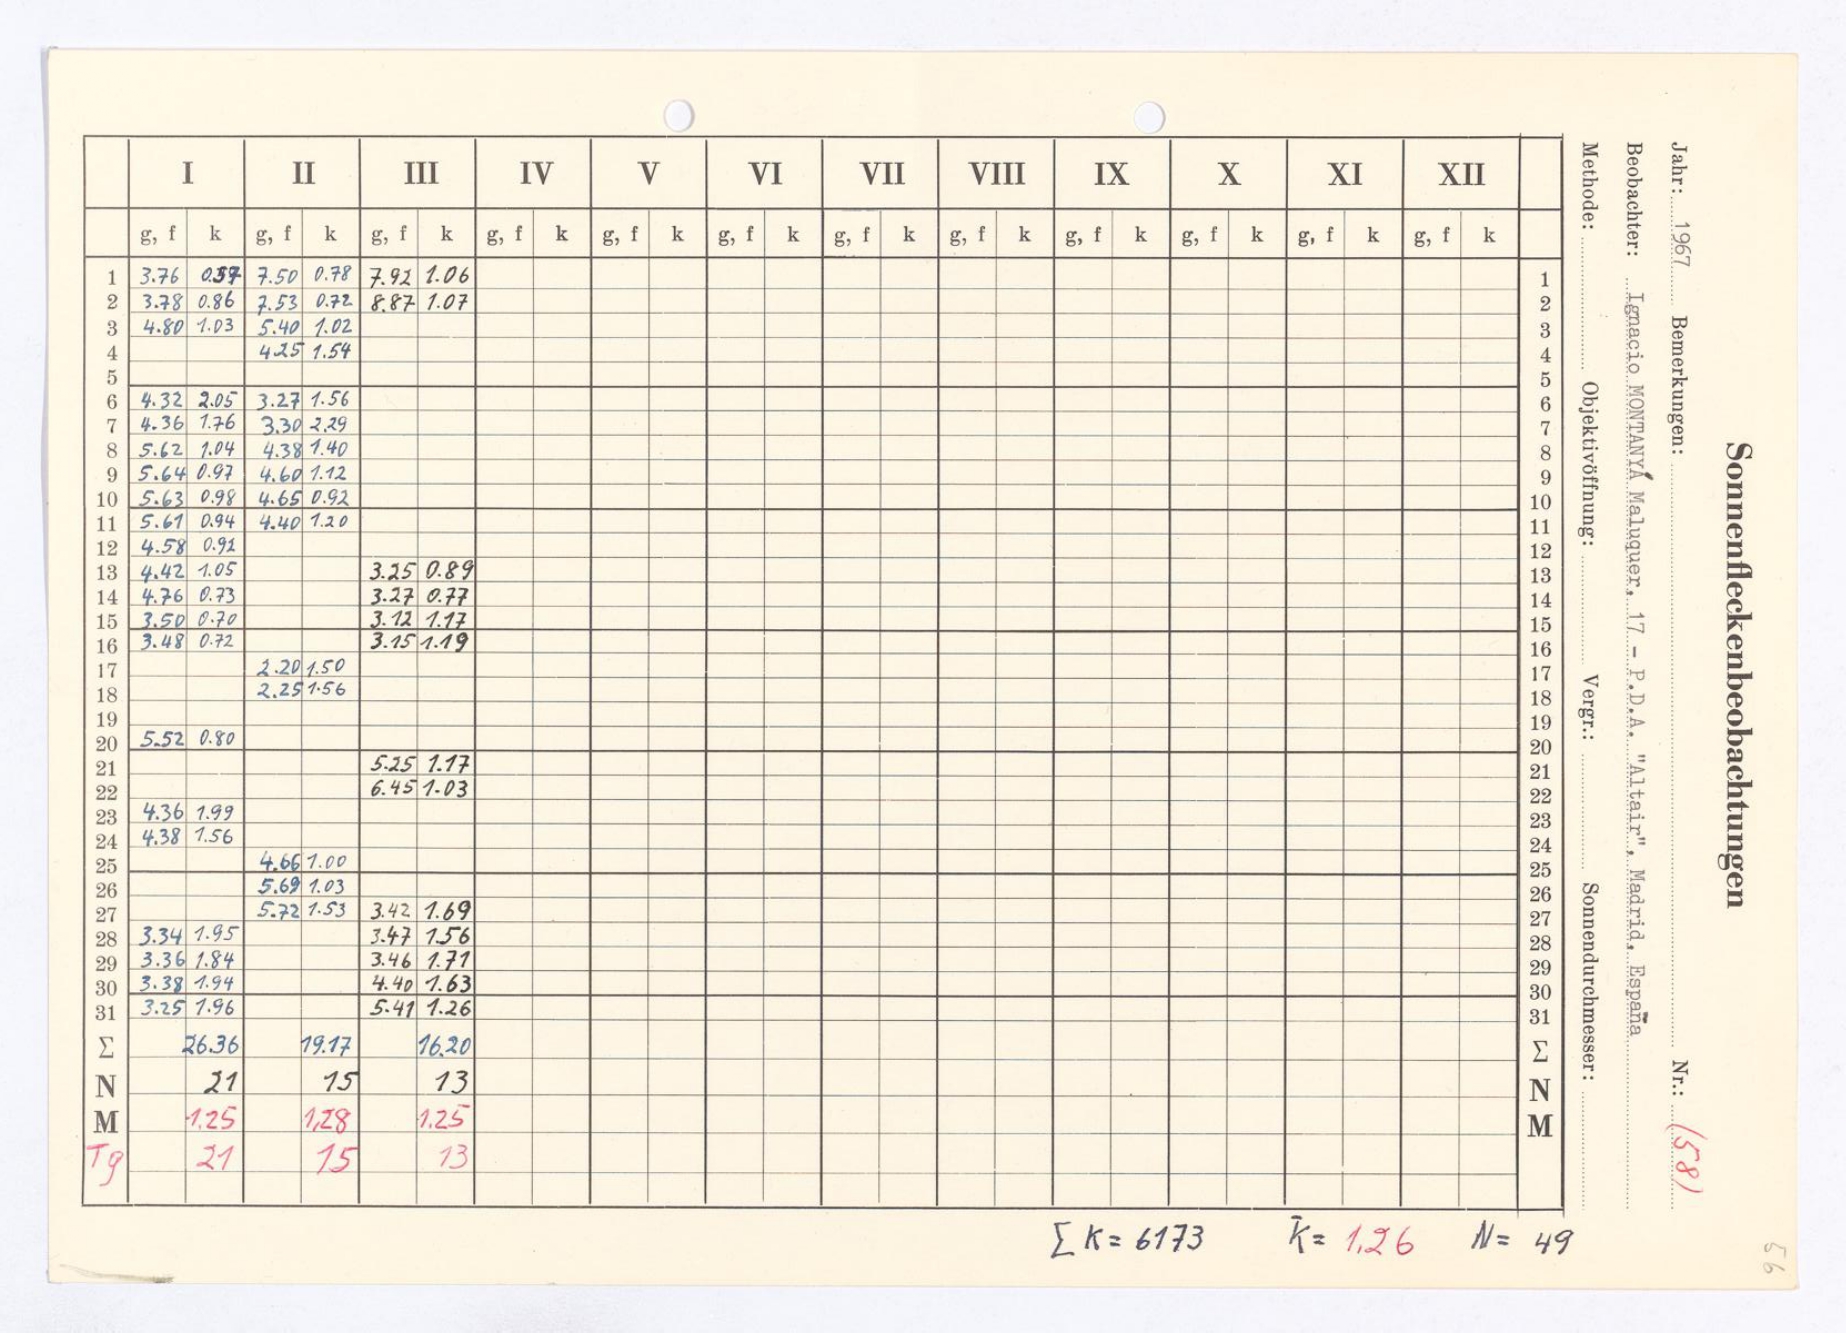 I II III IV V VI VII VIII IX X XI XII
g, f k g, f k g, f k g, f k g, f k g, f k g, f k g, f k g, f k g, f k g, f k g, f k
1 3.76 0.57 7.50 0.78 7.92 1.06 1
2 3.78 0.86 7.53 0.72 8.87 1.07 2
3 4.80 1.03 5.40 1.02 3
4 4.25 1.54 4
5 5
6 4.32 2.05 3.27 1.56 6
7 4.36 1.76 3.30 2.29 7
8 5.62 1.04 4.38 1.40 8
9 5.64 0.97 4.60 1.12 9
10 5.63 0.98 4.65 0.92 10
11 5.61 0.94 4.40 1.20 11
12 4.58 0.92 12
13 4.42 1.05 3.25 0.89 13
14 4.76 0.73 3.27 0.77 14
15 3.50 0.70 3.12 1.17 15
16 3.48 0.72 3.15 1.19 16
17 2.20 1.50 17
18 2.25 1.56 18
19 19
20 5.52 0.80 20
21 5.25 1.17 21
22 6.45 1.03 22
23 4.36 1.99 23
24 4.38 1.56 24
25 4.66 1.00 25
26 5.69 1.03 26
27 5.72 1.53 3.42 1.69 27
28 3.34 1.95 3.47 1.56 28
29 3.36 1.84 3.46 1.71 29
30 3.38 1.94 4.40 1.63 30
31 3.25 1.96 5.41 1.26 31
Σ 26.36 19.17 16.20 Σ
N 21 15 13 N
M 1.25 1,28 1.25 M
Tg 21 15 13
Σ K = 6173 k̄ = 1,26 N = 49
Sonnenfleckenbeobachtungen
Jahr: 1967 Bemerkungen: Nr.: (58)
Beobachter: Ignacio MONTANYÁ Maluquer, 17 - P.D.A. "Altair", Madrid, España
Methode: Objektivöffnung: Vergr.: Sonnendurchmesser:
56